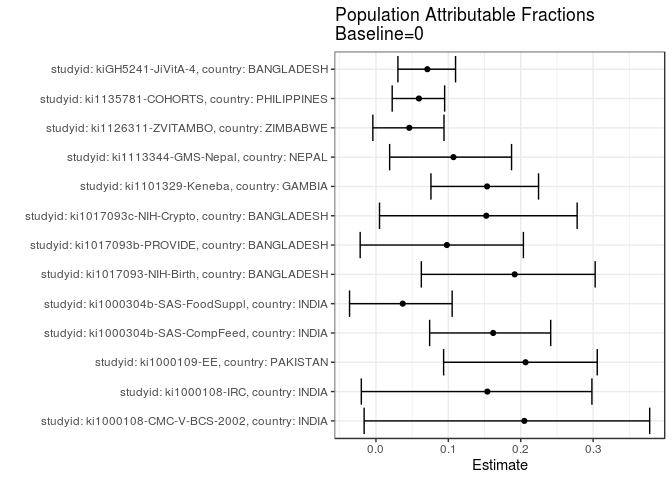 Population Attributable Fractions
Baseline=0
studyid: kiGH5241-JiVitA-4, country: BANGLADESH
studyid: ki1135781-COHORTS, country: PHILIPPINES
studyid: ki1126311-ZVITAMBO, country: ZIMBABWE
studyid: ki1113344-GMS-Nepal, country: NEPAL
studyid: ki1101329-Keneba, country: GAMBIA
studyid: ki1017093c-NIH-Crypto, country: BANGLADESH
studyid: ki1017093b-PROVIDE, country: BANGLADESH
studyid: ki1017093-NIH-Birth, country: BANGLADESH
studyid: ki1000304b-SAS-FoodSuppl, country: INDIA
studyid: ki1000304b-SAS-CompFeed, country: INDIA
studyid: ki1000109-EE, country: PAKISTAN
studyid: ki1000108-IRC, country: INDIA
studyid: ki1000108-CMC-V-BCS-2002, country: INDIA
0.0 0.1 0.2 0.3
Estimate